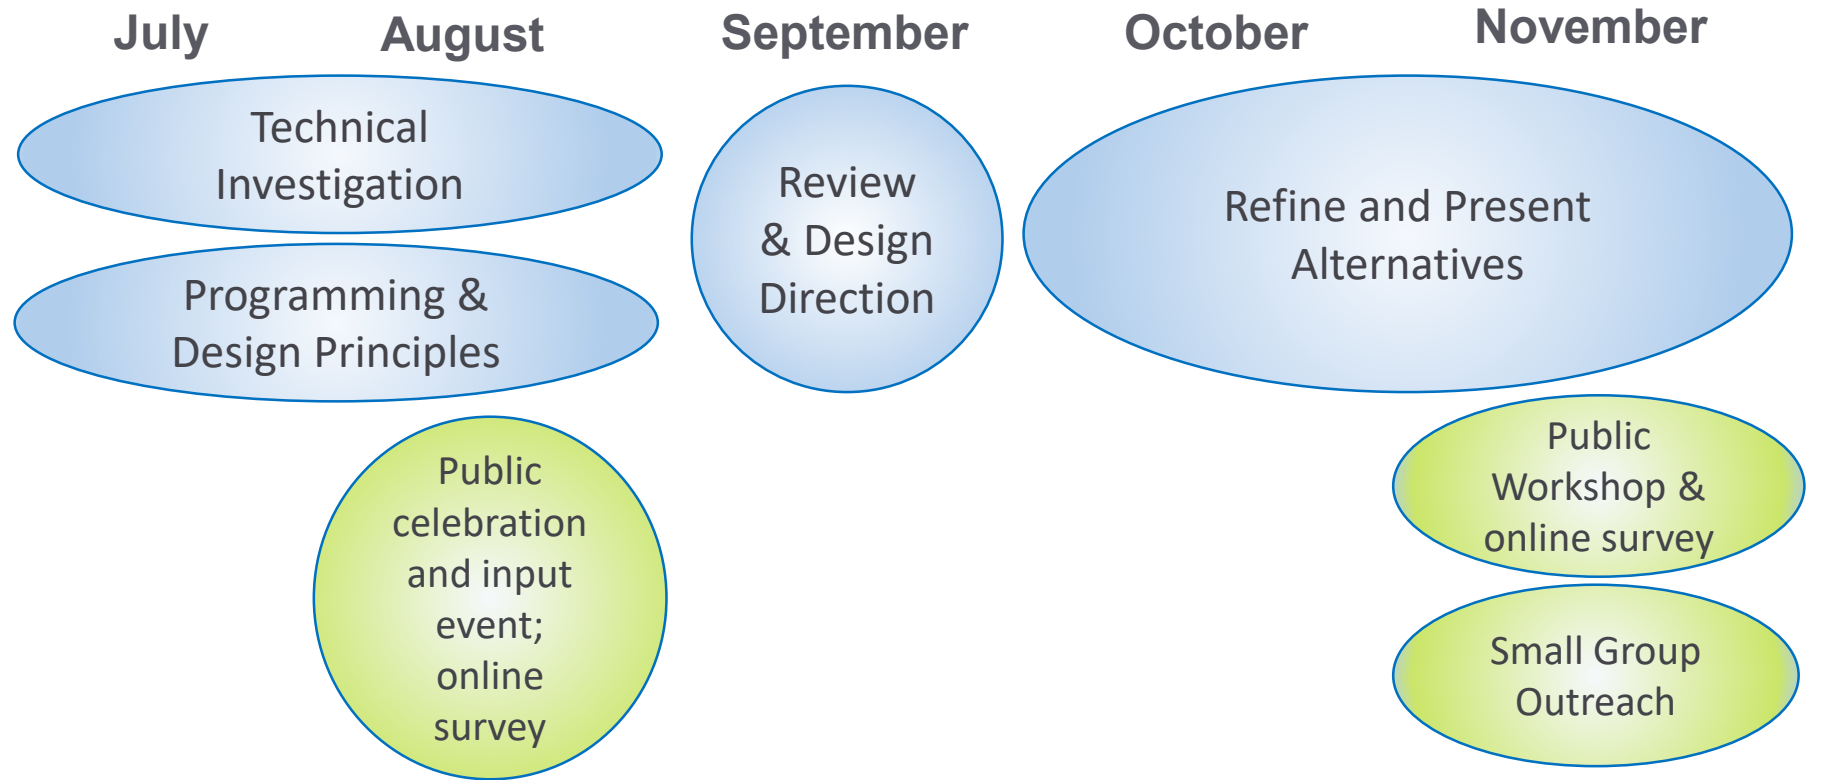 July
August
September
October
November
Technical
Investigation
Programming &
Design Principles
Review
& Design
Direction
Refine and Present
Alternatives
Public
celebration
and input
event;
online
survey
Public
Workshop &
online survey
Small Group
Outreach